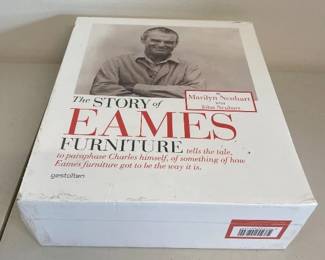 by
Marilyn Neuhart
with
John Neuhart
The STORY of
EAMES
FURNITURE tells the tale,
to paraphase Charles himself, of something of how
Eames furniture got to be the way it is.
gestalten